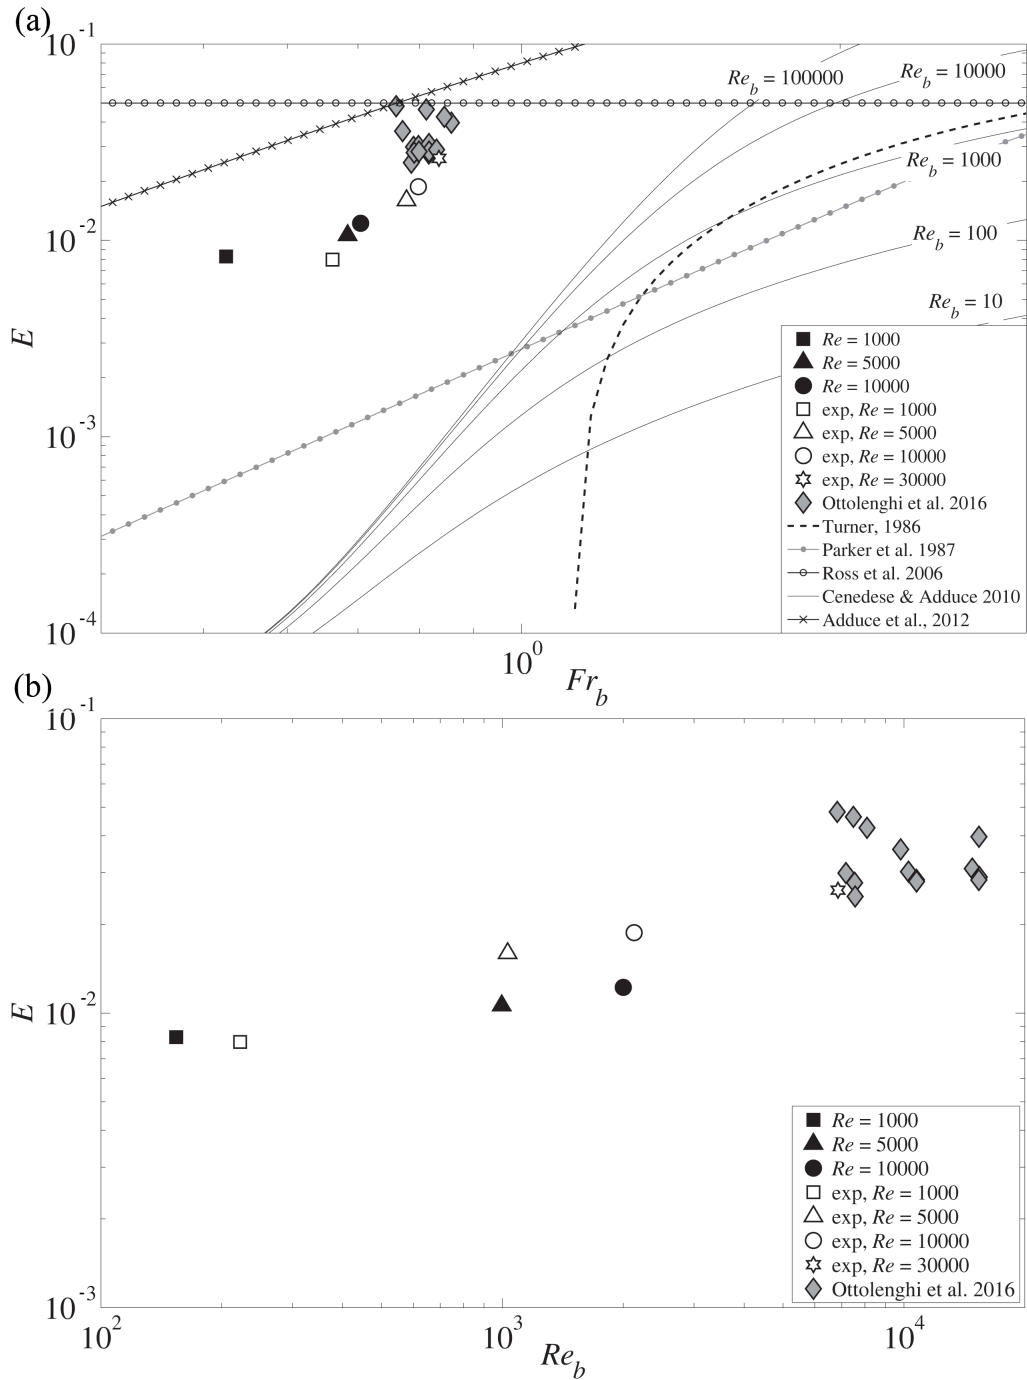 (a)
10^-1
Re_b = 100000
Re_b = 10000
Re_b = 1000
10^-2
Re_b = 100
Re_b = 10
E
Re = 1000
Re = 5000
Re = 10000
10^-3
exp, Re = 1000
exp, Re = 5000
exp, Re = 10000
exp, Re = 30000
Ottolenghi et al. 2016
Turner, 1986
Parker et al. 1987
Ross et al. 2006
Cenedese & Adduce 2010
Adduce et al., 2012
10^-4
10^0
Fr_b
(b)
10^-1
E
10^-2
Re = 1000
Re = 5000
Re = 10000
exp, Re = 1000
exp, Re = 5000
exp, Re = 10000
exp, Re = 30000
Ottolenghi et al. 2016
10^-3
10^2
10^3
10^4
Re_b